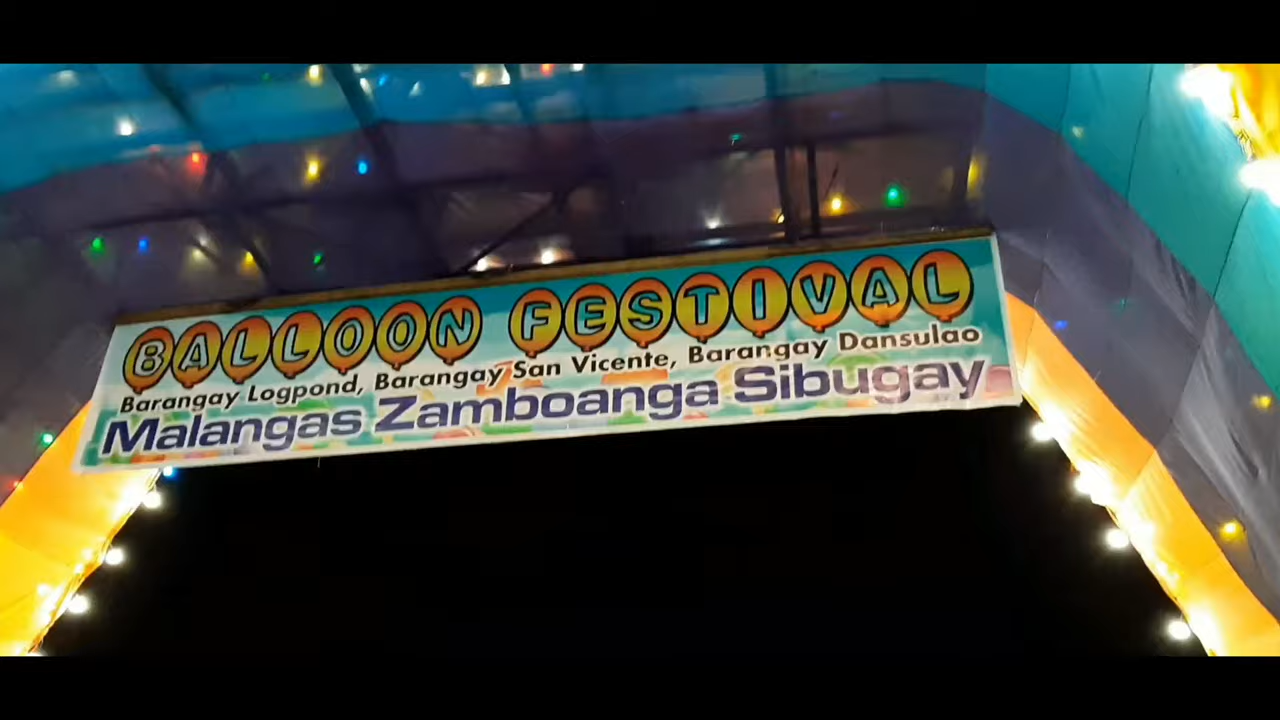 BALLOON FESTIVAL
Barangay Logpond, Barangay San Vicente, Barangay Dansulao
Malangas Zamboanga Sibugay